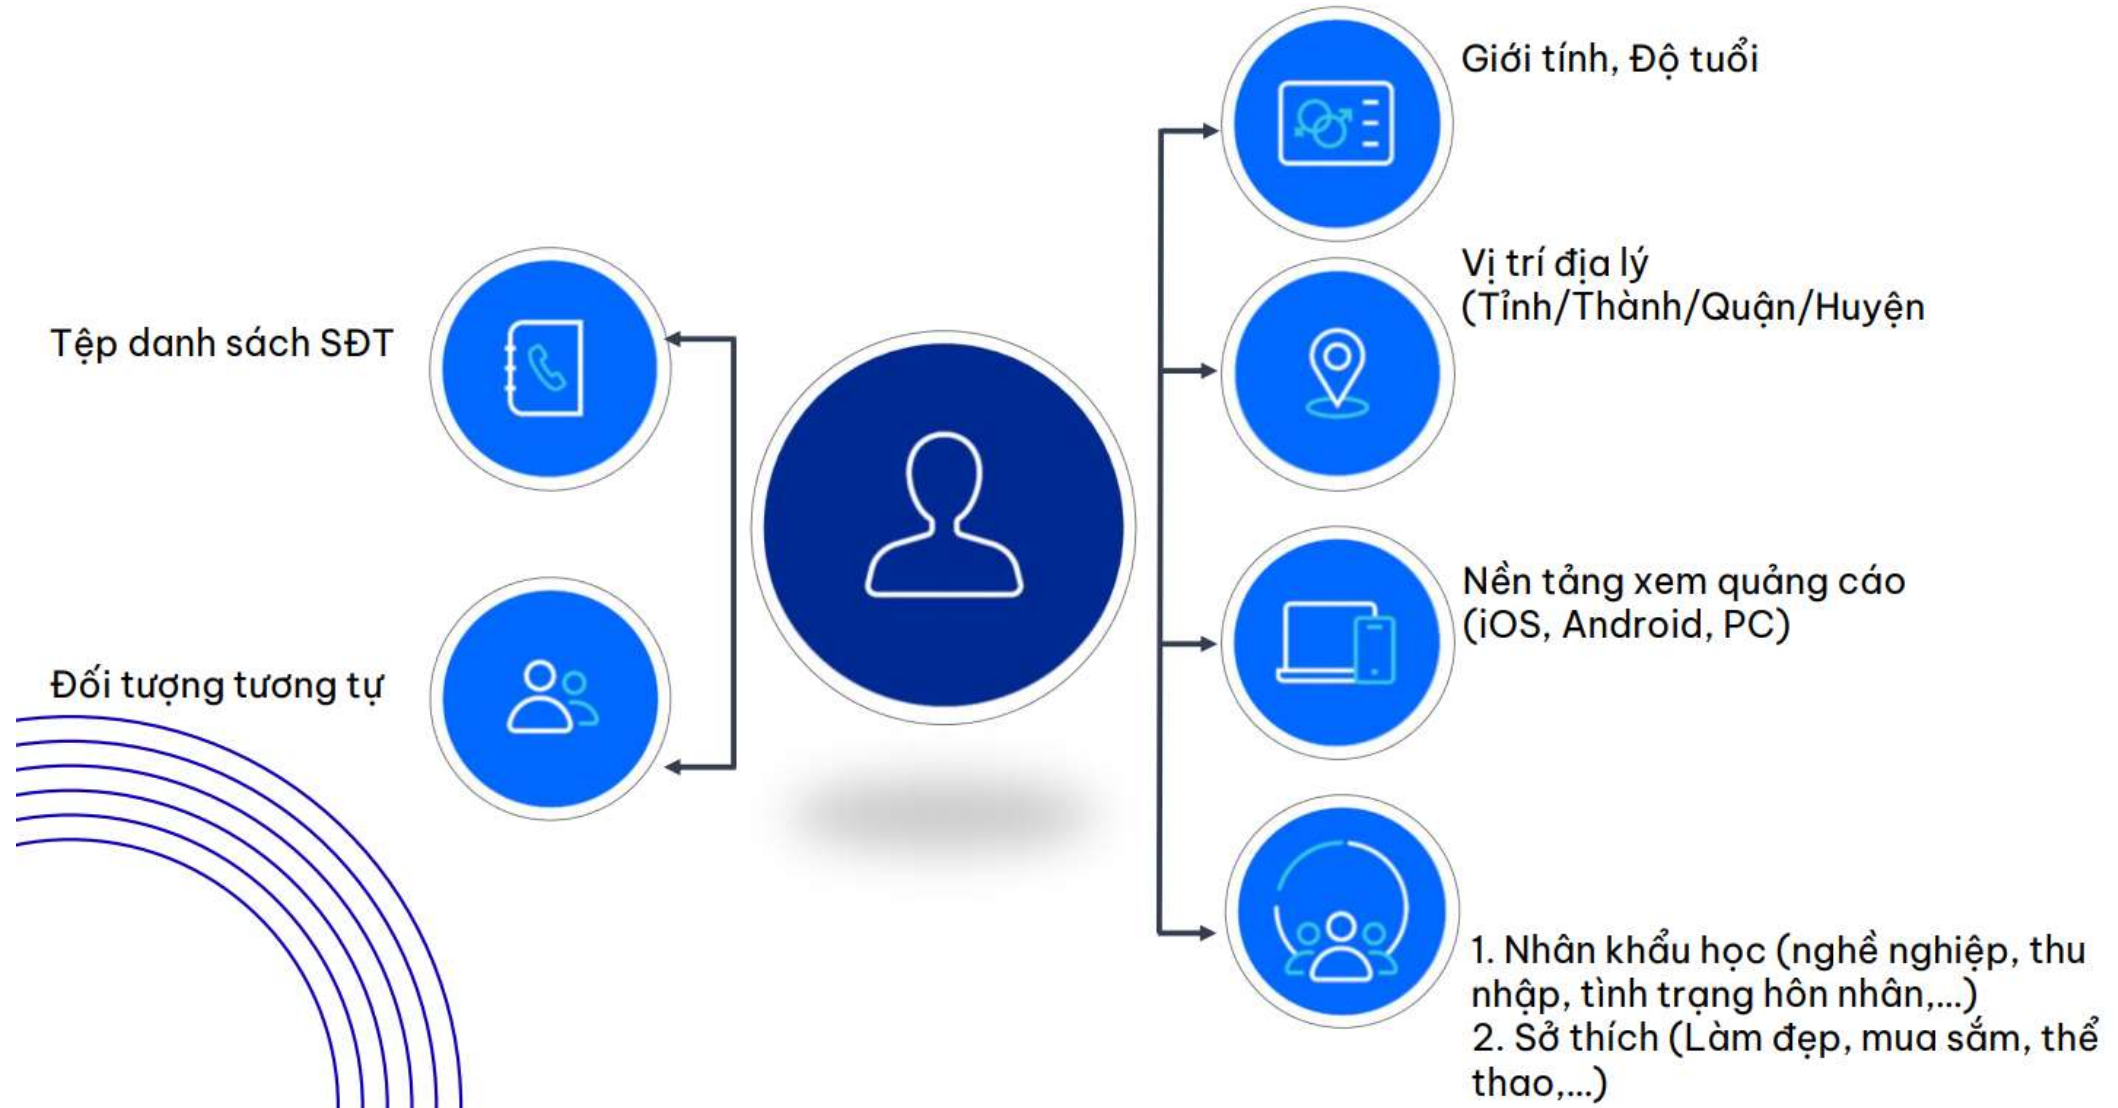 Giới tính, Độ tuổi
Vị trí địa lý
(Tỉnh/Thành/Quận/Huyện
Tệp danh sách SĐT
Nền tảng xem quảng cáo
(iOS, Android, PC)
Đối tượng tương tự
1. Nhân khẩu học (nghề nghiệp, thu
nhập, tình trạng hôn nhân,...)
2. Sở thích (Làm đẹp, mua sắm, thể
thao,...)